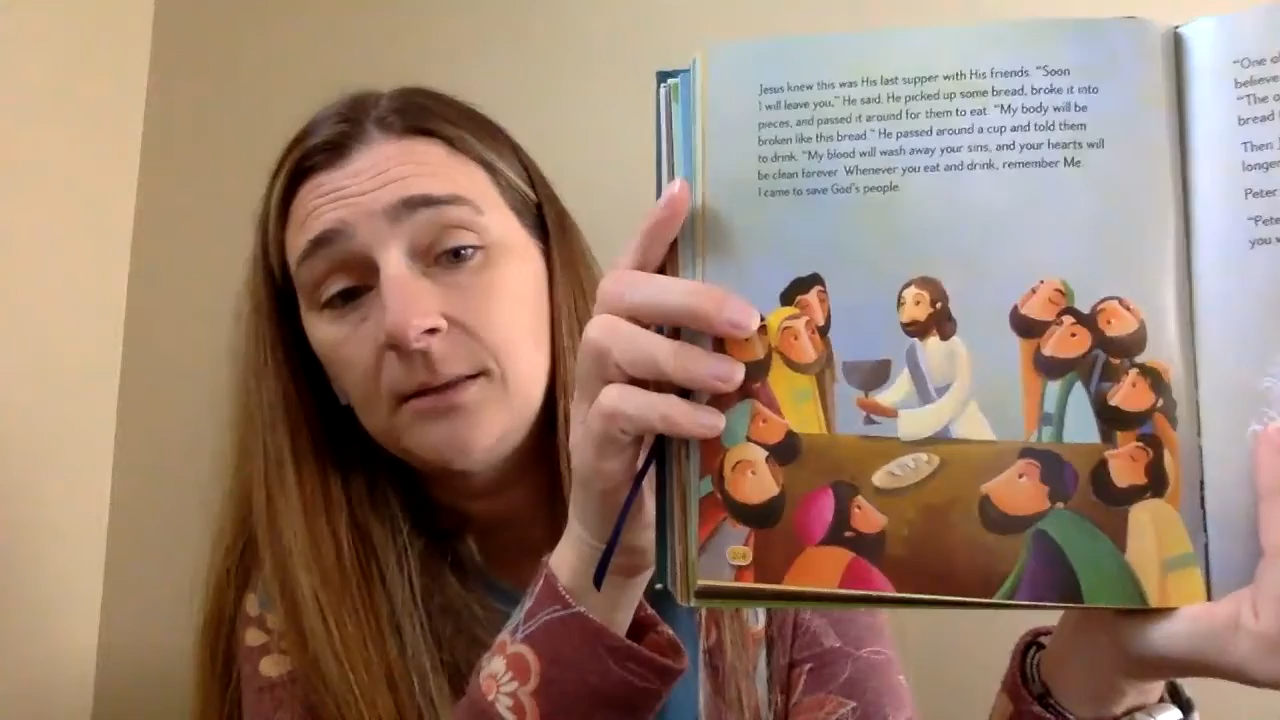 Jesus knew this was His last supper with His friends. "Soon
I will leave you," He said. He picked up some bread, broke it into
pieces, and passed it around for them to eat. "My body will be
broken like this bread." He passed around a cup and told them
to drink. "My blood will wash away your sins, and your hearts will
be clean forever. Whenever you eat and drink, remember Me.
I came to save God's people.
"One
believe
"The
bread
Then
longe
Peter
"Pete
you